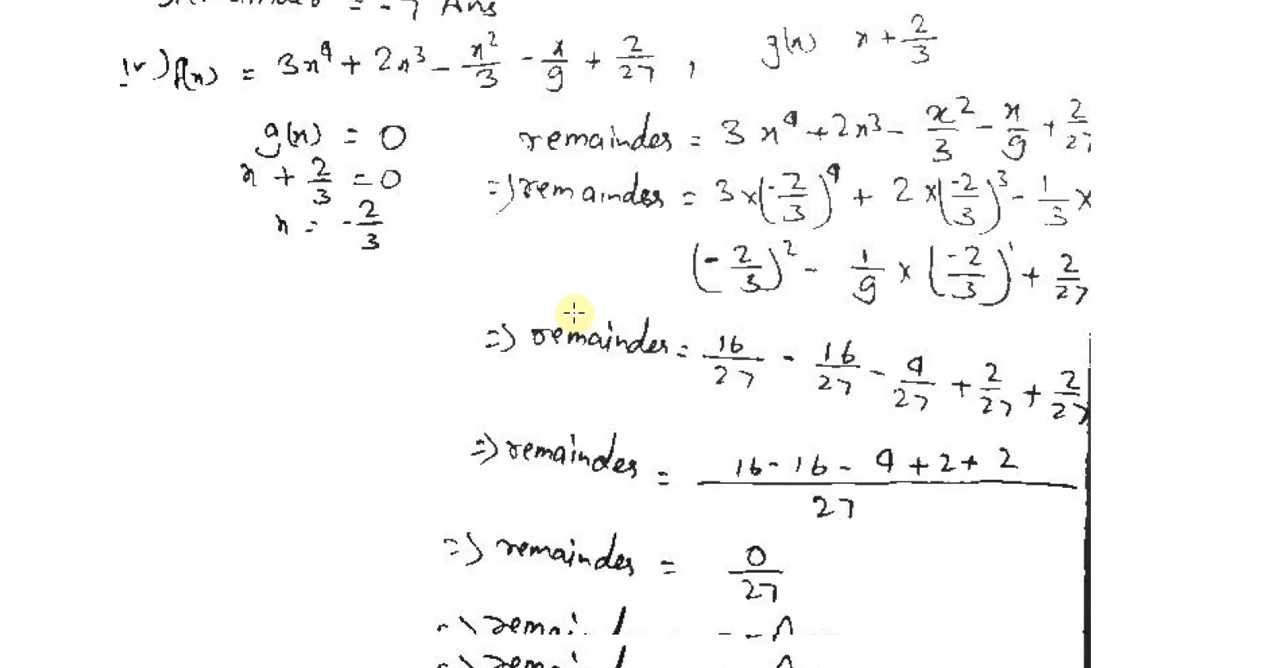 = -7 Ans
iv) f(x) = 3x⁴ + 2x³ - x²/3 - x/9 + 2/27 , g(x) x + 2/3
g(x) = 0 remainder = 3x⁴ + 2x³ - x²/3 - x/9 + 2/27
x + 2/3 = 0 => remainder = 3 × (-2/3)⁴ + 2 × (-2/3)³ - 1/3 ×
x = -2/3
(-2/3)² - 1/9 × (-2/3)¹ + 2/27
=> remainder = 16/27 - 16/27 - 4/27 + 2/27 + 2/27
=> remainder = 16 - 16 - 4 + 2 + 2 / 27
=> remainder = 0/27